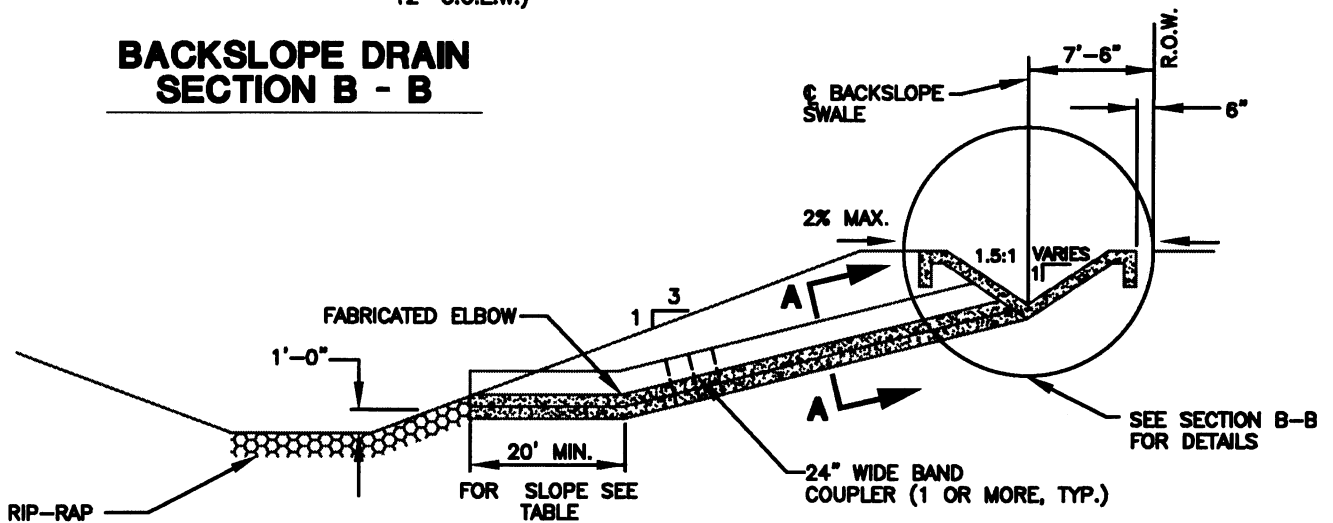 BACKSLOPE DRAIN
SECTION B - B
7'-6"
R.O.W.
℄ BACKSLOPE
SWALE
6"
2% MAX.
1.5:1
VARIES
1
A
3
1
FABRICATED ELBOW
1'-0"
A
SEE SECTION B-B
FOR DETAILS
20' MIN.
24" WIDE BAND
COUPLER (1 OR MORE, TYP.)
FOR SLOPE SEE
TABLE
RIP-RAP